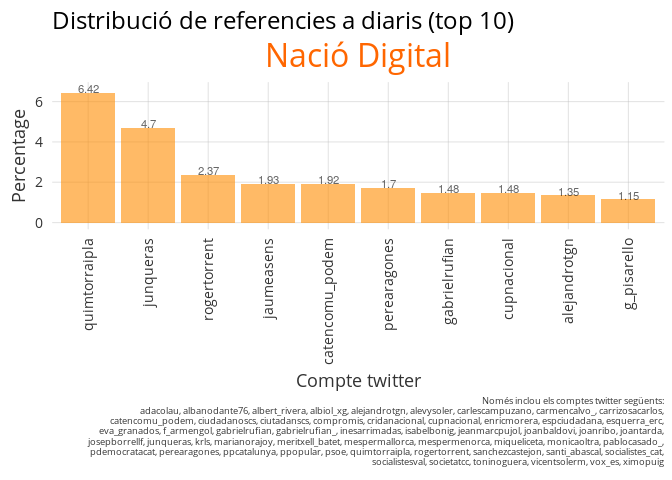 Distribució de referencies a diaris (top 10)
Nació Digital
Percentage
6
4
2
0
6.42
4.7
2.37
1.93
1.92
1.7
1.48
1.48
1.35
1.15
quimtorraipla
junqueras
rogertorrent
jaumeasens
catencomu_podem
perearagones
gabrielrufian
cupnacional
alejandrotgn
g_pisarello
Compte twitter
Només inclou els comptes twitter següents:
adacolau, albanodante76, albert_rivera, albiol_xg, alejandrotgn, alevysoler, carlescampuzano, carmencalvo_, carrizosacarlos,
catencomu_podem, ciudadanoscs, ciutadanscs, compromis, cridanacional, cupnacional, enricmorera, espciudadana, esquerra_erc,
eva_granados, f_armengol, gabrielrufian, gabrielrufian_, inesarrimadas, isabelbonig, jeanmarcpujol, joanbaldovi, joanribo, joantarda,
josepborrellf, junqueras, krls, marianorajoy, meritxell_batet, mespermallorca, mespermenorca, miqueliceta, monicaoltra, pablocasado_,
pdemocratacat, perearagones, ppcatalunya, ppopular, psoe, quimtorraipla, rogertorrent, sanchezcastejon, santi_abascal, socialistes_cat,
socialistesval, societatcc, toninoguera, vicentsolerm, vox_es, ximopuig